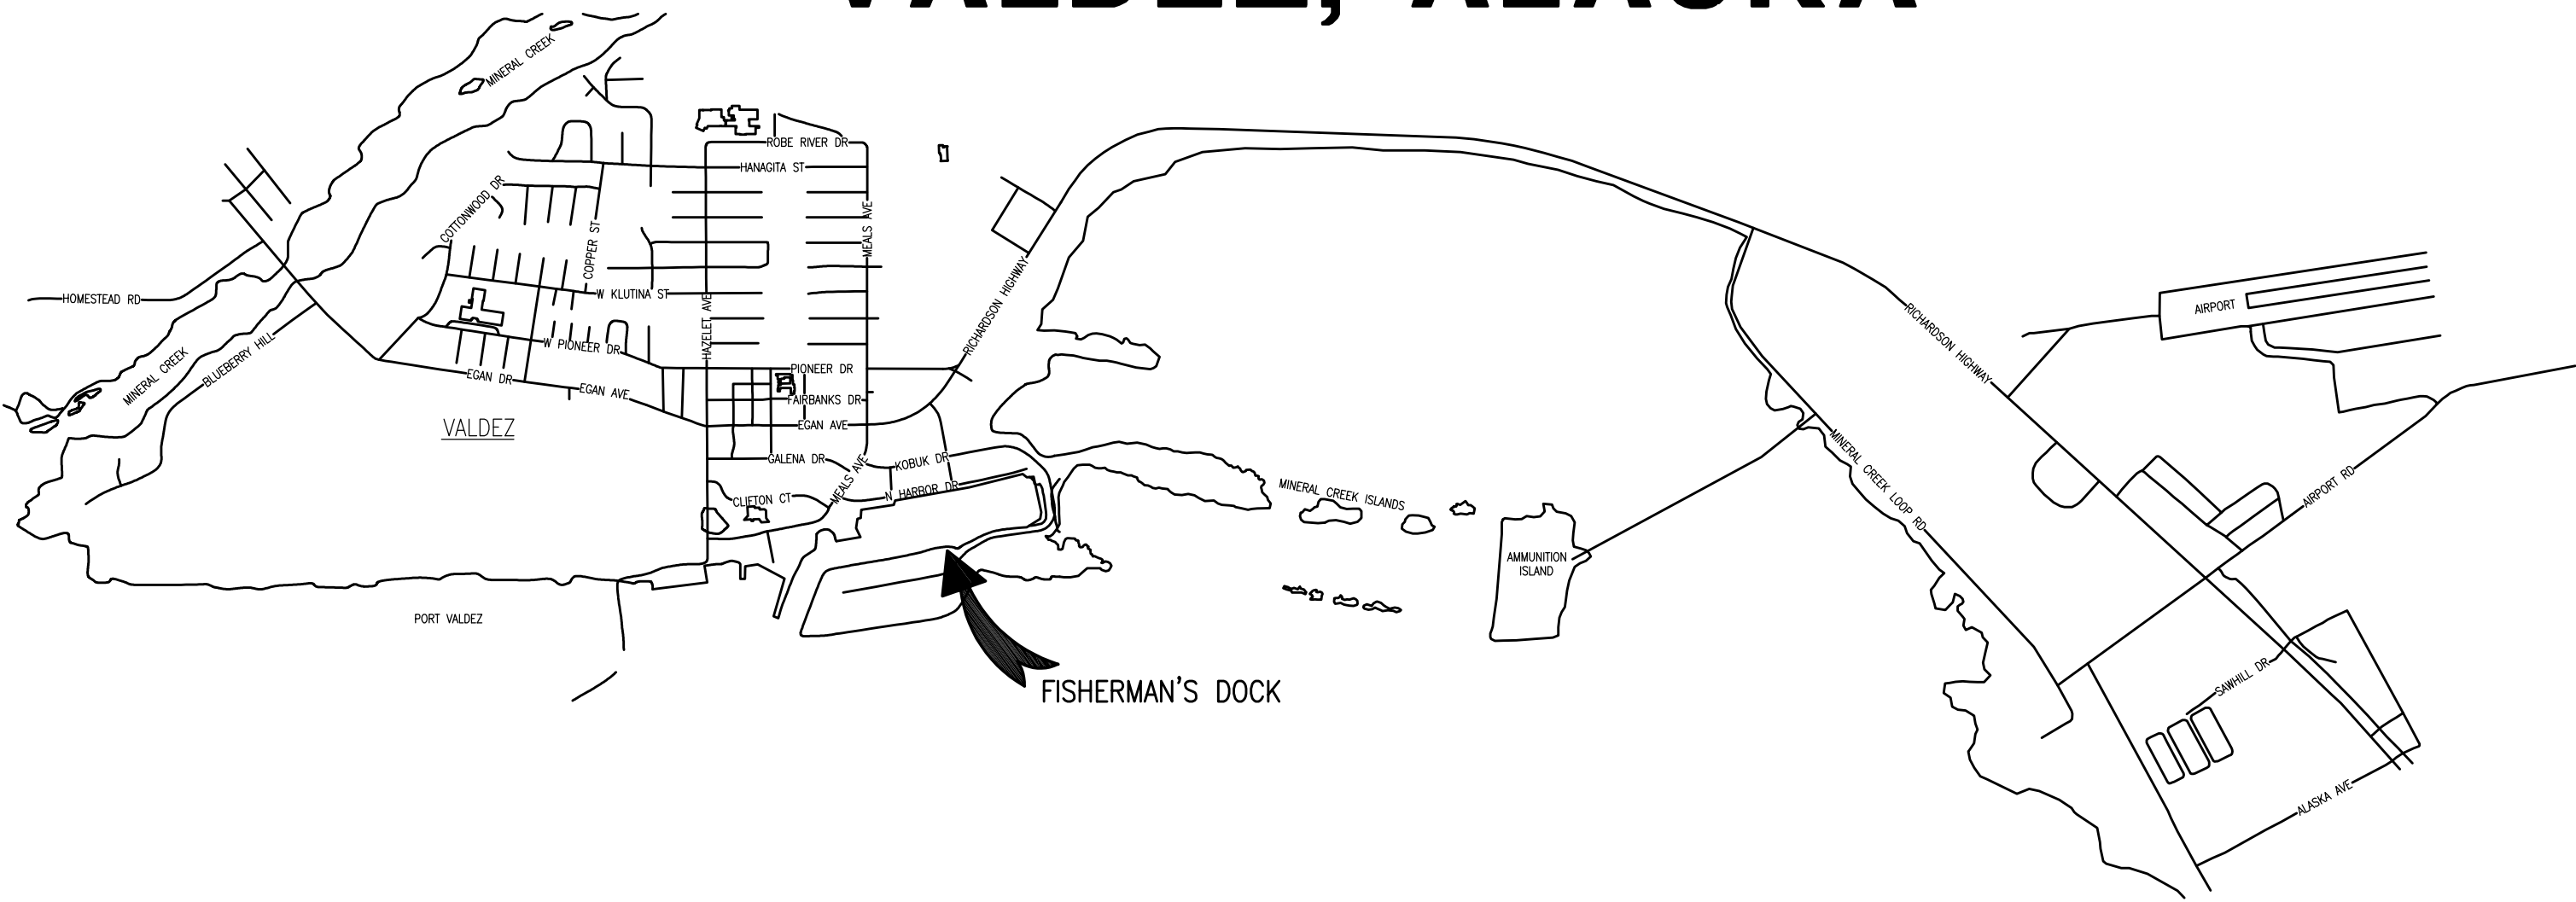 VALDEZ, ALASKA
MINERAL CREEK
ROBE RIVER DR
HANAGITA ST
COTTONWOOD DR
COPPER ST
MEALS AVE
HOMESTEAD RD
W KLUTINA ST
HAZELET AVE
RICHARDSON HIGHWAY
RICHARDSON HIGHWAY
AIRPORT
MINERAL CREEK
BLUEBERRY HILL
W PIONEER DR
PIONEER DR
EGAN DR
EGAN AVE
FAIRBANKS DR
EGAN AVE
VALDEZ
GALENA DR
MEALS AVE
KOBUK DR
N HARBOR DR
CLIFTON CT
MINERAL CREEK ISLANDS
MINERAL CREEK LOOP RD
AIRPORT RD
AMMUNITION
ISLAND
PORT VALDEZ
FISHERMAN'S DOCK
SAWHILL DR
ALASKA AVE